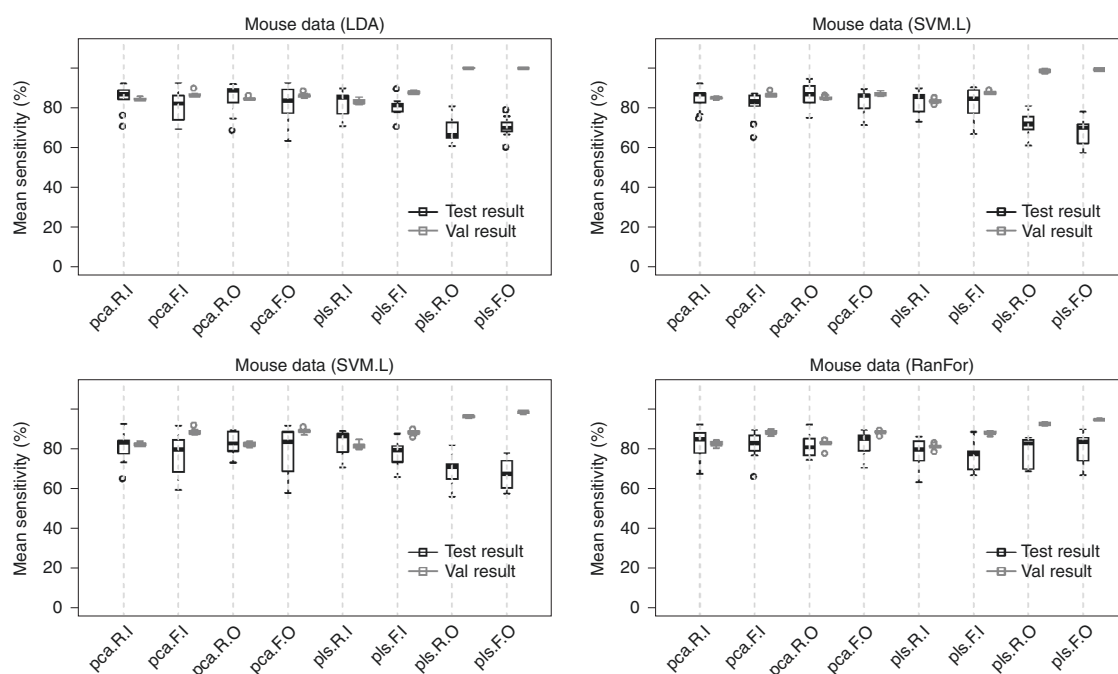 Mouse data (LDA)
Mean sensitivity (%)
80
60
40
20
0
Test result
Val result
pca.R.I
pca.F.I
pca.R.O
pca.F.O
pls.R.I
pls.F.I
pls.R.O
pls.F.O
Mouse data (SVM.L)
Mean sensitivity (%)
80
60
40
20
0
Test result
Val result
pca.R.I
pca.F.I
pca.R.O
pca.F.O
pls.R.I
pls.F.I
pls.R.O
pls.F.O
Mouse data (SVM.L)
Mean sensitivity (%)
80
60
40
20
0
Test result
Val result
pca.R.I
pca.F.I
pca.R.O
pca.F.O
pls.R.I
pls.F.I
pls.R.O
pls.F.O
Mouse data (RanFor)
Mean sensitivity (%)
80
60
40
20
0
Test result
Val result
pca.R.I
pca.F.I
pca.R.O
pca.F.O
pls.R.I
pls.F.I
pls.R.O
pls.F.O